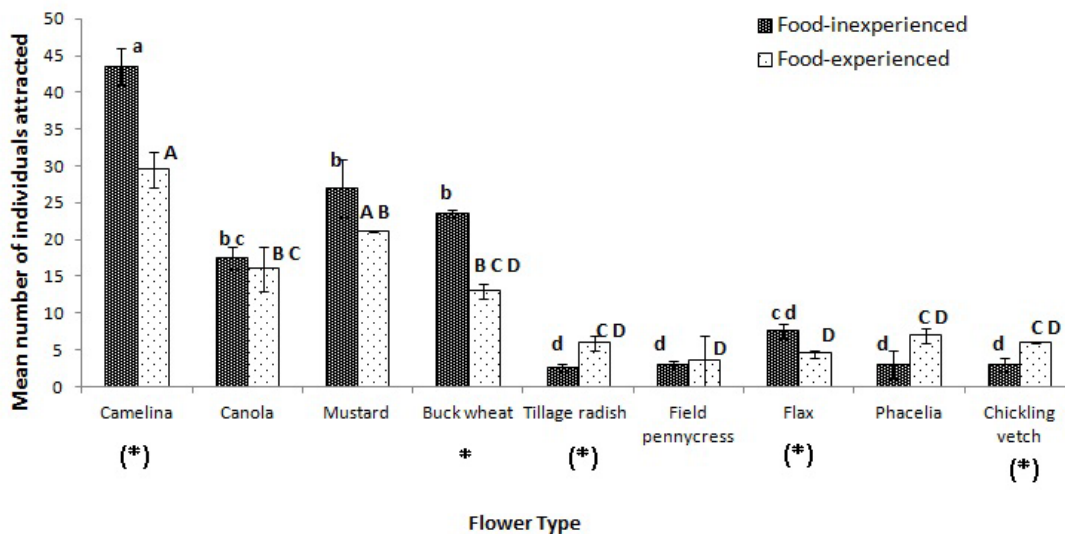 50
45
40
35
30
25
20
15
10
5
0
Mean number of individuals attracted
Food-inexperienced
Food-experienced
a
A
b c
B C
b
A B
b
B C D
d
C D
d
D
c d
D
d
C D
d
C D
Camelina
Canola
Mustard
Buck wheat
Tillage radish
Field
pennycress
Flax
Phacelia
Chickling
vetch
(*)
*
(*)
(*)
(*)
Flower Type